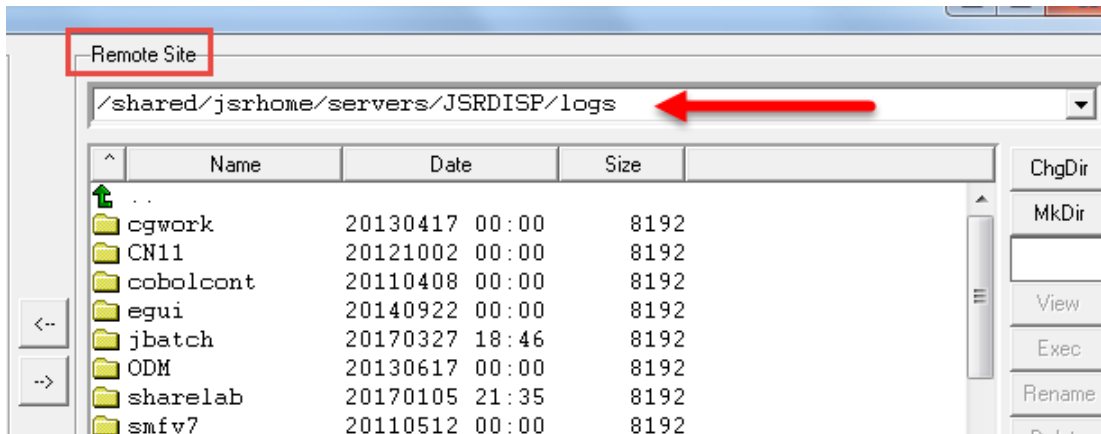 Remote Site
/shared/jsrhome/servers/JSRDISP/logs
^ Name Date Size
ChgDir
..
MkDir
cgwork 20130417 00:00 8192
CN11 20121002 00:00 8192
cobolcont 20110408 00:00 8192
egui 20140922 00:00 8192
View
<--
jbatch 20170327 18:46 8192
Exec
ODM 20130617 00:00 8192
-->
sharelab 20170105 21:35 8192
Rename
smfv7 20110512 00:00 8192